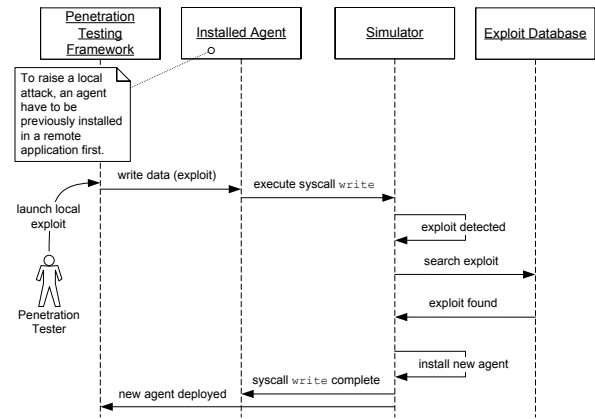 Penetration
Testing
Framework
Installed Agent
Simulator
Exploit Database
To raise a local
attack, an agent
have to be
previously installed
in a remote
application first.
write data (exploit)
execute syscall write
launch local
exploit
exploit detected
search exploit
Penetration
Tester
exploit found
install new agent
syscall write complete
new agent deployed